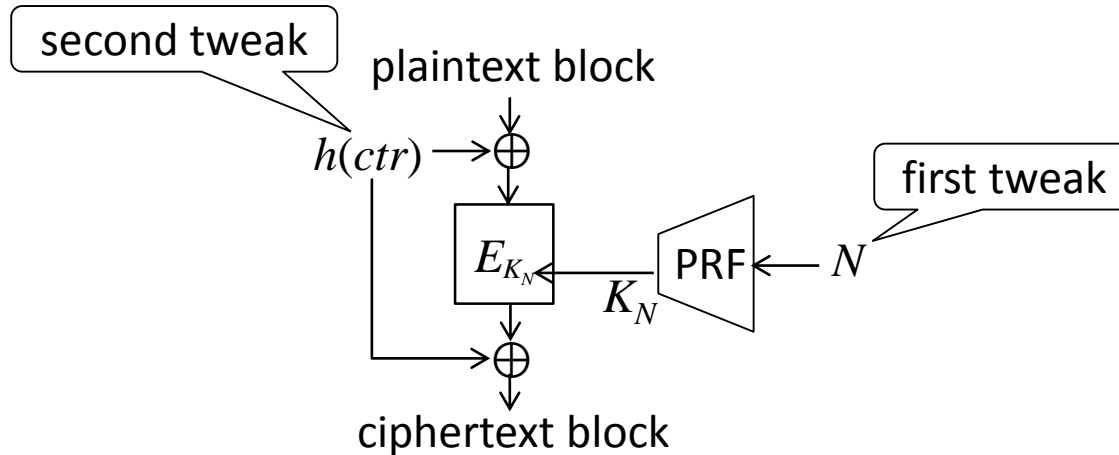 second tweak
plaintext block
h(ctr)
first tweak
E_{K_N}
PRF
N
K_N
ciphertext block